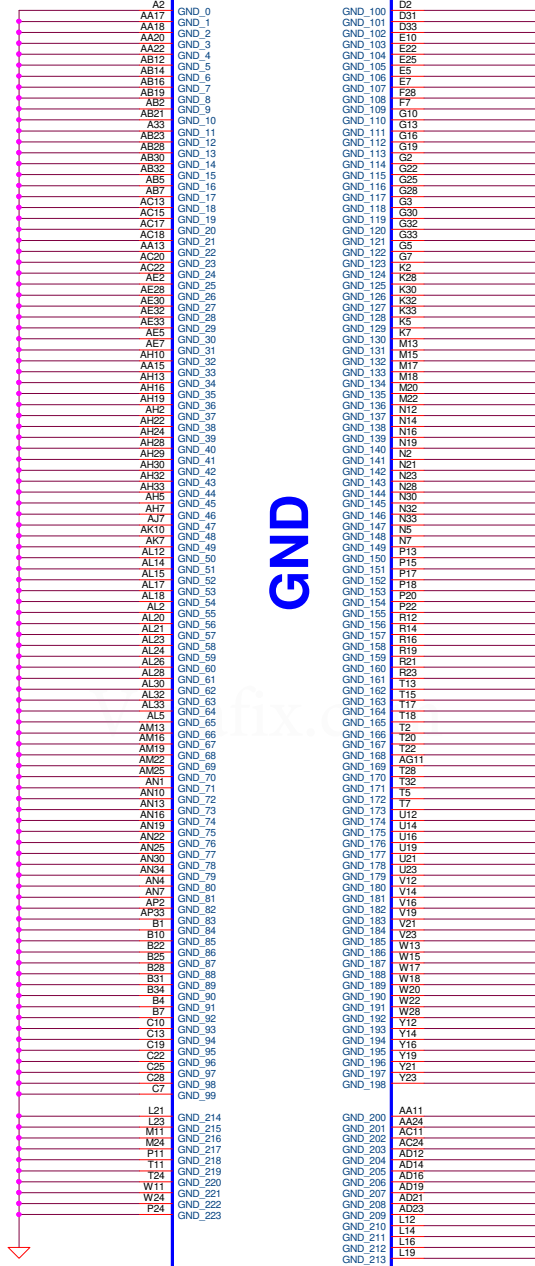 A2 GND_0 GND_100 D2
AA17 GND_1 GND_101 D31
AA18 GND_2 GND_102 D33
AA20 GND_3 GND_103 E10
AA22 GND_4 GND_104 E22
AB12 GND_5 GND_105 E25
AB14 GND_6 GND_106 E5
AB16 GND_7 GND_107 E7
AB19 GND_8 GND_108 F28
AB2 GND_9 GND_109 F7
AB21 GND_10 GND_110 G10
A33 GND_11 GND_111 G13
AB23 GND_12 GND_112 G16
AB28 GND_13 GND_113 G19
AB30 GND_14 GND_114 G2
AB32 GND_15 GND_115 G22
AB5 GND_16 GND_116 G25
AB7 GND_17 GND_117 G28
AC13 GND_18 GND_118 G3
AC15 GND_19 GND_119 G30
AC17 GND_20 GND_120 G32
AC18 GND_21 GND_121 G33
AA13 GND_22 GND_122 G5
AC20 GND_23 GND_123 G7
AC22 GND_24 GND_124 K2
AE2 GND_25 GND_125 K28
AE28 GND_26 GND_126 K30
AE30 GND_27 GND_127 K32
AE32 GND_28 GND_128 K33
AE33 GND_29 GND_129 K5
AE5 GND_30 GND_130 K7
AE7 GND_31 GND_131 M13
AH10 GND_32 GND_132 M15
AA15 GND_33 GND_133 M17
AH13 GND_34 GND_134 M18
AH16 GND_35 GND_135 M20
AH19 GND_36 GND_136 M22
AH2 GND_37 GND_137 N12
AH22 GND_38 GND_138 N14
AH24 GND_39 GND_139 N16
AH28 GND_40 GND_140 N19
AH29 GND_41 GND_141 N2
AH30 GND_42 GND_142 N21
AH32 GND_43 GND_143 N23
AH33 GND_44 GND_144 N28
AH5 GND_45 GND_145 N30
AH7 GND_46 GND_146 N32
AJ7 GND_47 GND_147 N33
AK10 GND_48 GND_148 N5
AK7 GND_49 GND_149 N7
GND
AL12 GND_50 GND_150 P13
AL14 GND_51 GND_151 P15
AL15 GND_52 GND_152 P17
AL17 GND_53 GND_153 P18
AL18 GND_54 GND_154 P20
AL2 GND_55 GND_155 P22
AL20 GND_56 GND_156 R12
AL21 GND_57 GND_157 R14
AL23 GND_58 GND_158 R16
AL24 GND_59 GND_159 R19
AL26 GND_60 GND_160 R21
AL28 GND_61 GND_161 R23
AL30 GND_62 GND_162 T13
AL32 GND_63 GND_163 T15
AL33 GND_64 GND_164 T17
AL5 GND_65 GND_165 T18
AM13 GND_66 GND_166 T2
AM16 GND_67 GND_167 T20
AM19 GND_68 GND_168 T22
AM22 GND_69 GND_169 AG11
AM25 GND_70 GND_170 T28
AN1 GND_71 GND_171 T32
AN10 GND_72 GND_172 T5
AN13 GND_73 GND_173 T7
AN16 GND_74 GND_174 U12
AN19 GND_75 GND_175 U14
AN22 GND_76 GND_176 U16
AN25 GND_77 GND_177 U19
AN30 GND_78 GND_178 U21
AN34 GND_79 GND_179 U23
AN4 GND_80 GND_180 V12
AN7 GND_81 GND_181 V14
AP2 GND_82 GND_182 V16
AP33 GND_83 GND_183 V19
B1 GND_84 GND_184 V21
B10 GND_85 GND_185 V23
B22 GND_86 GND_186 W13
B25 GND_87 GND_187 W15
B28 GND_88 GND_188 W17
B31 GND_89 GND_189 W18
B34 GND_90 GND_190 W20
B4 GND_91 GND_191 W22
B7 GND_92 GND_192 W28
C10 GND_93 GND_193 Y12
C13 GND_94 GND_194 Y14
C19 GND_95 GND_195 Y16
C22 GND_96 GND_196 Y19
C25 GND_97 GND_197 Y21
C28 GND_98 GND_198 Y23
C7 GND_99
L21 GND_214 GND_200 AA11
L23 GND_215 GND_201 AA24
M11 GND_216 GND_202 AC11
M24 GND_217 GND_203 AC24
P11 GND_218 GND_204 AD12
T11 GND_219 GND_205 AD14
T24 GND_220 GND_206 AD16
W11 GND_221 GND_207 AD19
W24 GND_222 GND_208 AD21
P24 GND_223 GND_209 AD23
GND_210 L12
GND_211 L14
GND_212 L16
GND_213 L19